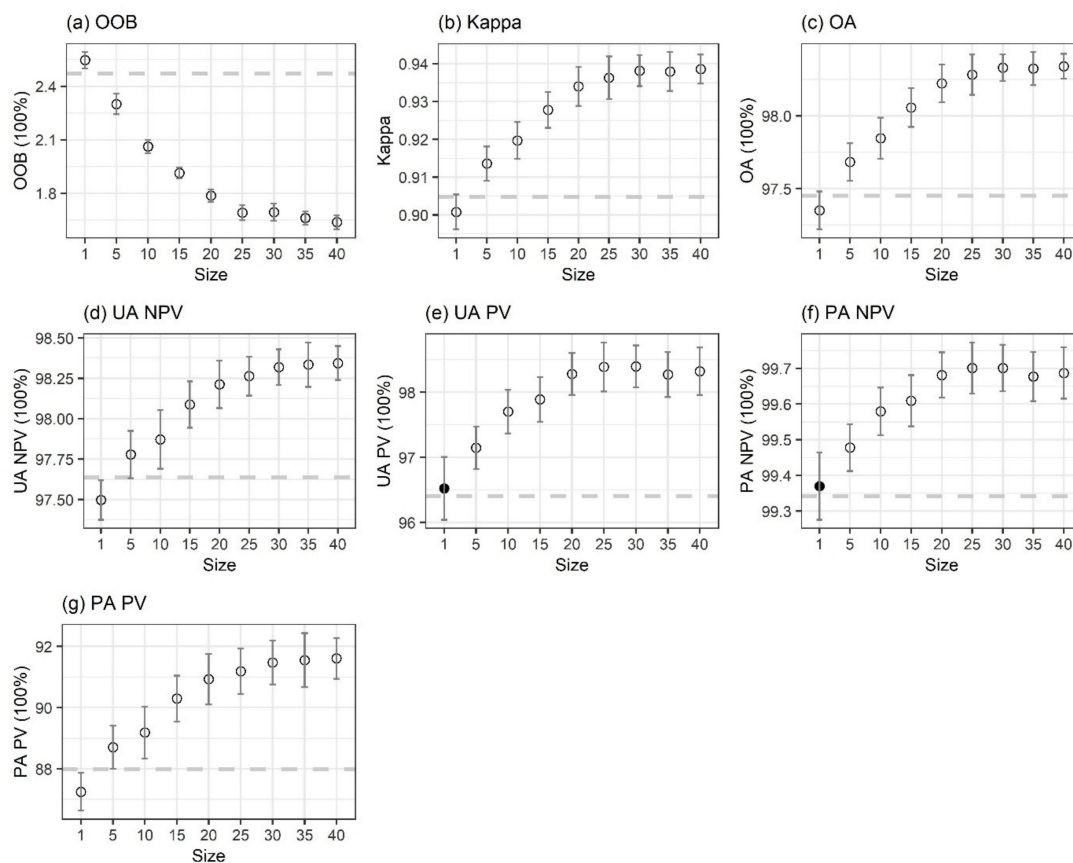 (a) OOB
OOB (100%)
2.4
2.1
1.8
1 5 10 15 20 25 30 35 40
Size
(b) Kappa
Kappa
0.94
0.93
0.92
0.91
0.90
1 5 10 15 20 25 30 35 40
Size
(c) OA
OA (100%)
98.0
97.5
1 5 10 15 20 25 30 35 40
Size
(d) UA NPV
UA NPV (100%)
98.50
98.25
98.00
97.75
97.50
1 5 10 15 20 25 30 35 40
Size
(e) UA PV
UA PV (100%)
98
97
96
1 5 10 15 20 25 30 35 40
Size
(f) PA NPV
PA NPV (100%)
99.7
99.6
99.5
99.4
99.3
1 5 10 15 20 25 30 35 40
Size
(g) PA PV
PA PV (100%)
92
90
88
1 5 10 15 20 25 30 35 40
Size